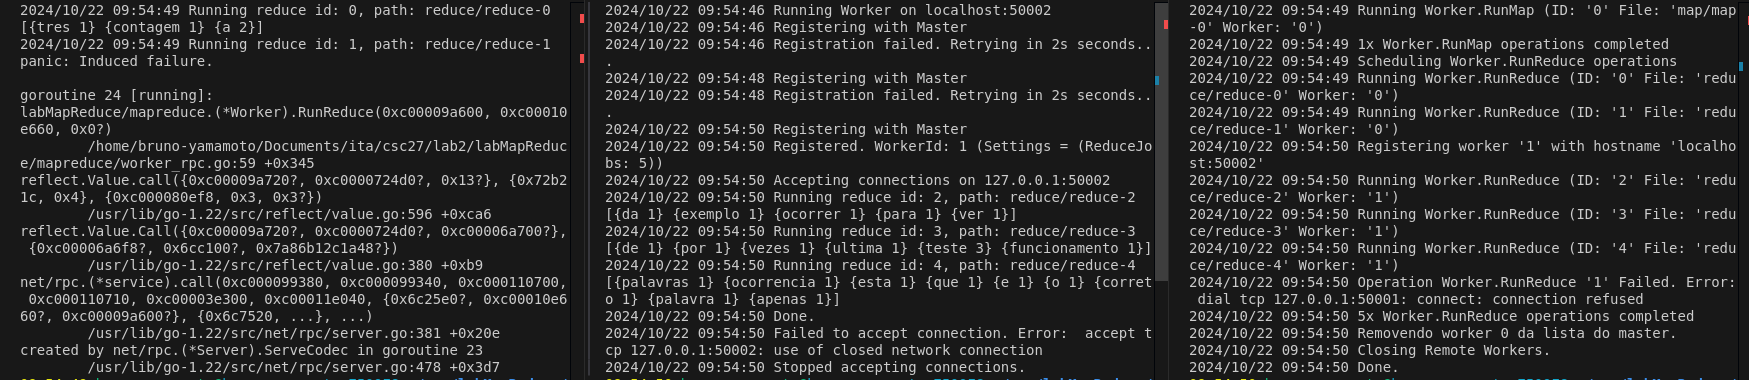 2024/10/22 09:54:49 Running reduce id: 0, path: reduce/reduce-0
[{tres 1} {contagem 1} {a 2}]
2024/10/22 09:54:49 Running reduce id: 1, path: reduce/reduce-1
panic: Induced failure.
goroutine 24 [running]:
labMapReduce/mapreduce.(*Worker).RunReduce(0xc00009a600, 0xc00010
e660, 0x0?)
/home/bruno-yamamoto/Documents/ita/csc27/lab2/labMapReduc
e/mapreduce/worker_rpc.go:59 +0x345
reflect.Value.call({0xc00009a720?, 0xc0000724d0?, 0x13?}, {0x72b2
1c, 0x4}, {0xc000080ef8, 0x3, 0x3?})
/usr/lib/go-1.22/src/reflect/value.go:596 +0xca6
reflect.Value.Call({0xc00009a720?, 0xc0000724d0?, 0xc00006a700?},
{0xc00006a6f8?, 0x6cc100?, 0x7a86b12c1a48?})
/usr/lib/go-1.22/src/reflect/value.go:380 +0xb9
net/rpc.(*service).call(0xc000099380, 0xc000099340, 0xc000110700,
0xc000110710, 0xc00003e300, 0xc00011e040, {0x6c25e0?, 0xc00010e6
60?, 0xc00009a600?}, {0x6c7520, ...}, ...)
/usr/lib/go-1.22/src/net/rpc/server.go:381 +0x20e
created by net/rpc.(*Server).ServeCodec in goroutine 23
/usr/lib/go-1.22/src/net/rpc/server.go:478 +0x3d7
2024/10/22 09:54:46 Running Worker on localhost:50002
2024/10/22 09:54:46 Registering with Master
2024/10/22 09:54:46 Registration failed. Retrying in 2s seconds..
.
2024/10/22 09:54:48 Registering with Master
2024/10/22 09:54:48 Registration failed. Retrying in 2s seconds..
.
2024/10/22 09:54:50 Registering with Master
2024/10/22 09:54:50 Registered. WorkerId: 1 (Settings = (ReduceJo
bs: 5))
2024/10/22 09:54:50 Accepting connections on 127.0.0.1:50002
2024/10/22 09:54:50 Running reduce id: 2, path: reduce/reduce-2
[{da 1} {exemplo 1} {ocorrer 1} {para 1} {ver 1}]
2024/10/22 09:54:50 Running reduce id: 3, path: reduce/reduce-3
[{de 1} {por 1} {vezes 1} {ultima 1} {teste 3} {funcionamento 1}]
2024/10/22 09:54:50 Running reduce id: 4, path: reduce/reduce-4
[{palavras 1} {ocorrencia 1} {esta 1} {que 1} {e 1} {o 1} {corret
o 1} {palavra 1} {apenas 1}]
2024/10/22 09:54:50 Done.
2024/10/22 09:54:50 Failed to accept connection. Error:  accept t
cp 127.0.0.1:50002: use of closed network connection
2024/10/22 09:54:50 Stopped accepting connections.
2024/10/22 09:54:49 Running Worker.RunMap (ID: '0' File: 'map/map
-0' Worker: '0')
2024/10/22 09:54:49 1x Worker.RunMap operations completed
2024/10/22 09:54:49 Scheduling Worker.RunReduce operations
2024/10/22 09:54:49 Running Worker.RunReduce (ID: '0' File: 'redu
ce/reduce-0' Worker: '0')
2024/10/22 09:54:49 Running Worker.RunReduce (ID: '1' File: 'redu
ce/reduce-1' Worker: '0')
2024/10/22 09:54:50 Registering worker '1' with hostname 'localho
st:50002'
2024/10/22 09:54:50 Running Worker.RunReduce (ID: '2' File: 'redu
ce/reduce-2' Worker: '1')
2024/10/22 09:54:50 Running Worker.RunReduce (ID: '3' File: 'redu
ce/reduce-3' Worker: '1')
2024/10/22 09:54:50 Running Worker.RunReduce (ID: '4' File: 'redu
ce/reduce-4' Worker: '1')
2024/10/22 09:54:50 Operation Worker.RunReduce '1' Failed. Error:
dial tcp 127.0.0.1:50001: connect: connection refused
2024/10/22 09:54:50 5x Worker.RunReduce operations completed
2024/10/22 09:54:50 Removendo worker 0 da lista do master.
2024/10/22 09:54:50 Closing Remote Workers.
2024/10/22 09:54:50 Done.